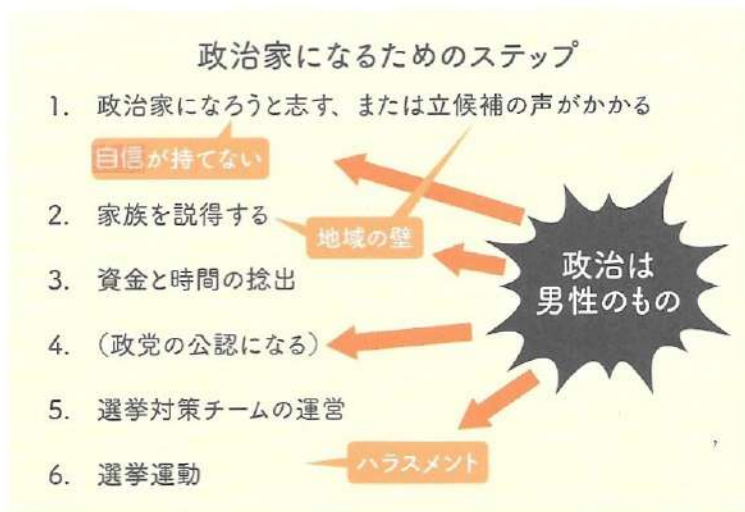 政治家になるためのステップ
1. 政治家になろうと志す、または立候補の声がかかる
自信が持てない
2. 家族を説得する
地域の壁
政治は
男性のもの
3. 資金と時間の捻出
4. (政党の公認になる)
5. 選挙対策チームの運営
ハラスメント
6. 選挙運動